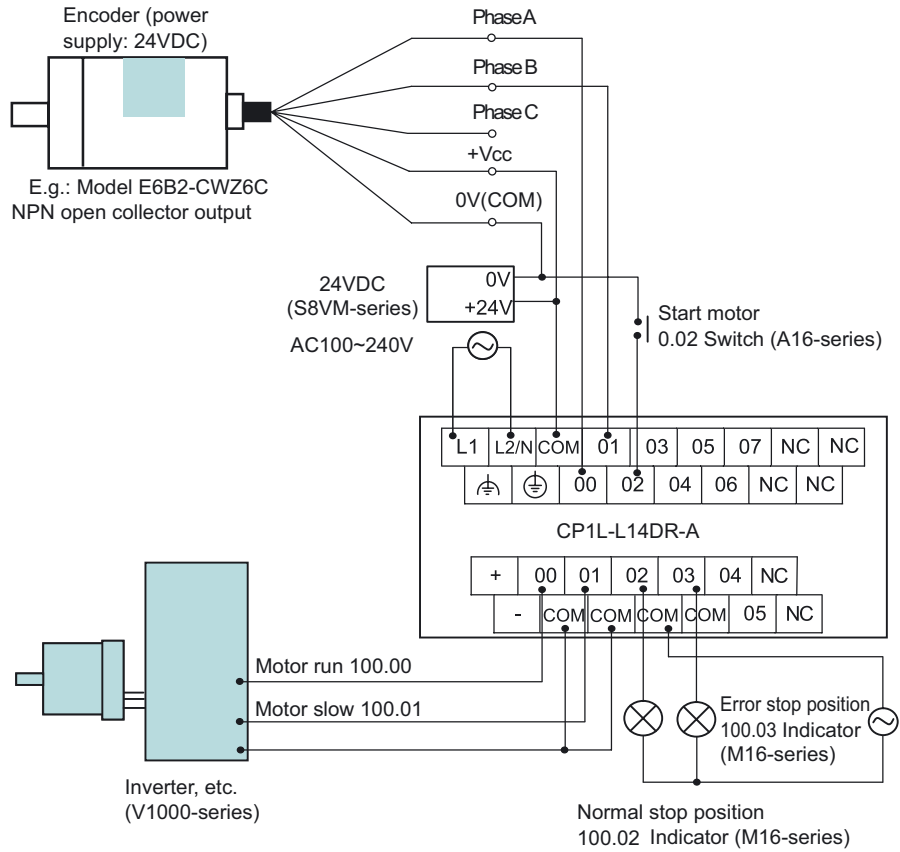 Encoder (power
supply: 24VDC)
E.g.: Model E6B2-CWZ6C
NPN open collector output
Phase A
Phase B
Phase C
+Vcc
0V(COM)
24VDC
(S8VM-series)
0V
+24V
AC100~240V
Start motor
0.02 Switch (A16-series)
L1 L2/N COM 01 03 05 07 NC NC
00 02 04 06 NC NC
CP1L-L14DR-A
+ 00 01 02 03 04 NC
- COM COM COM COM 05 NC
Motor run 100.00
Motor slow 100.01
Inverter, etc.
(V1000-series)
Error stop position
100.03 Indicator
(M16-series)
Normal stop position
100.02 Indicator (M16-series)